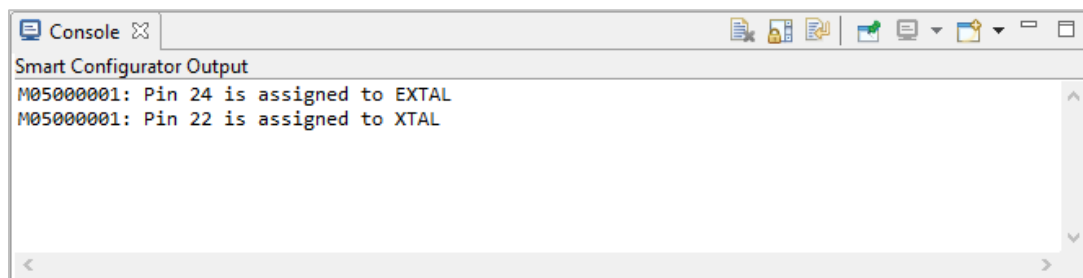 Console
Smart Configurator Output
M05000001: Pin 24 is assigned to EXTAL
M05000001: Pin 22 is assigned to XTAL